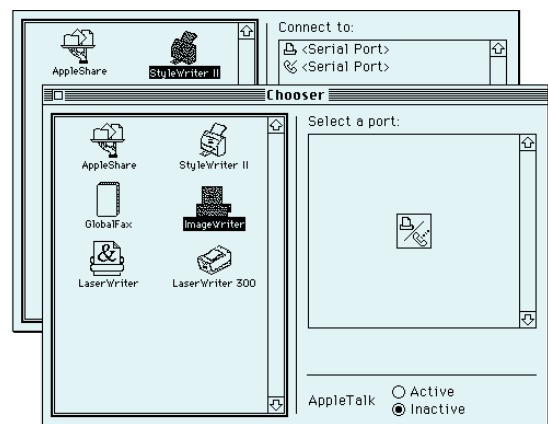 Connect to:
<Serial Port>
<Serial Port>
AppleShare
StyleWriter II
Chooser
Select a port:
AppleShare
StyleWriter II
GlobalFax
ImageWriter
&
LaserWriter
LaserWriter 300
AppleTalk
Active
Inactive